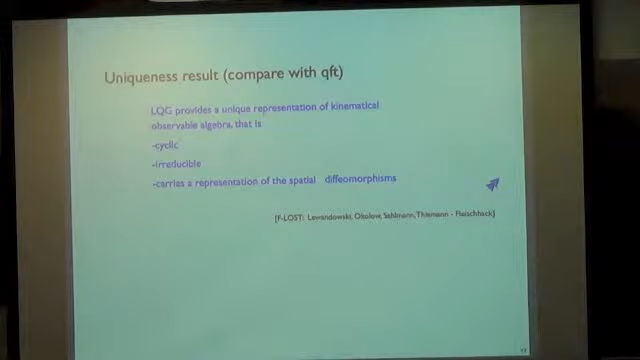 Uniqueness result (compare with qft)
LQG provides a unique representation of kinematical
observable algebra, that is
-cyclic
-irreducible
-carries a representation of the spatial diffeomorphisms
[F-LOST: Lewandowski, Okolow, Sahlmann, Thiemann - Fleischhack]